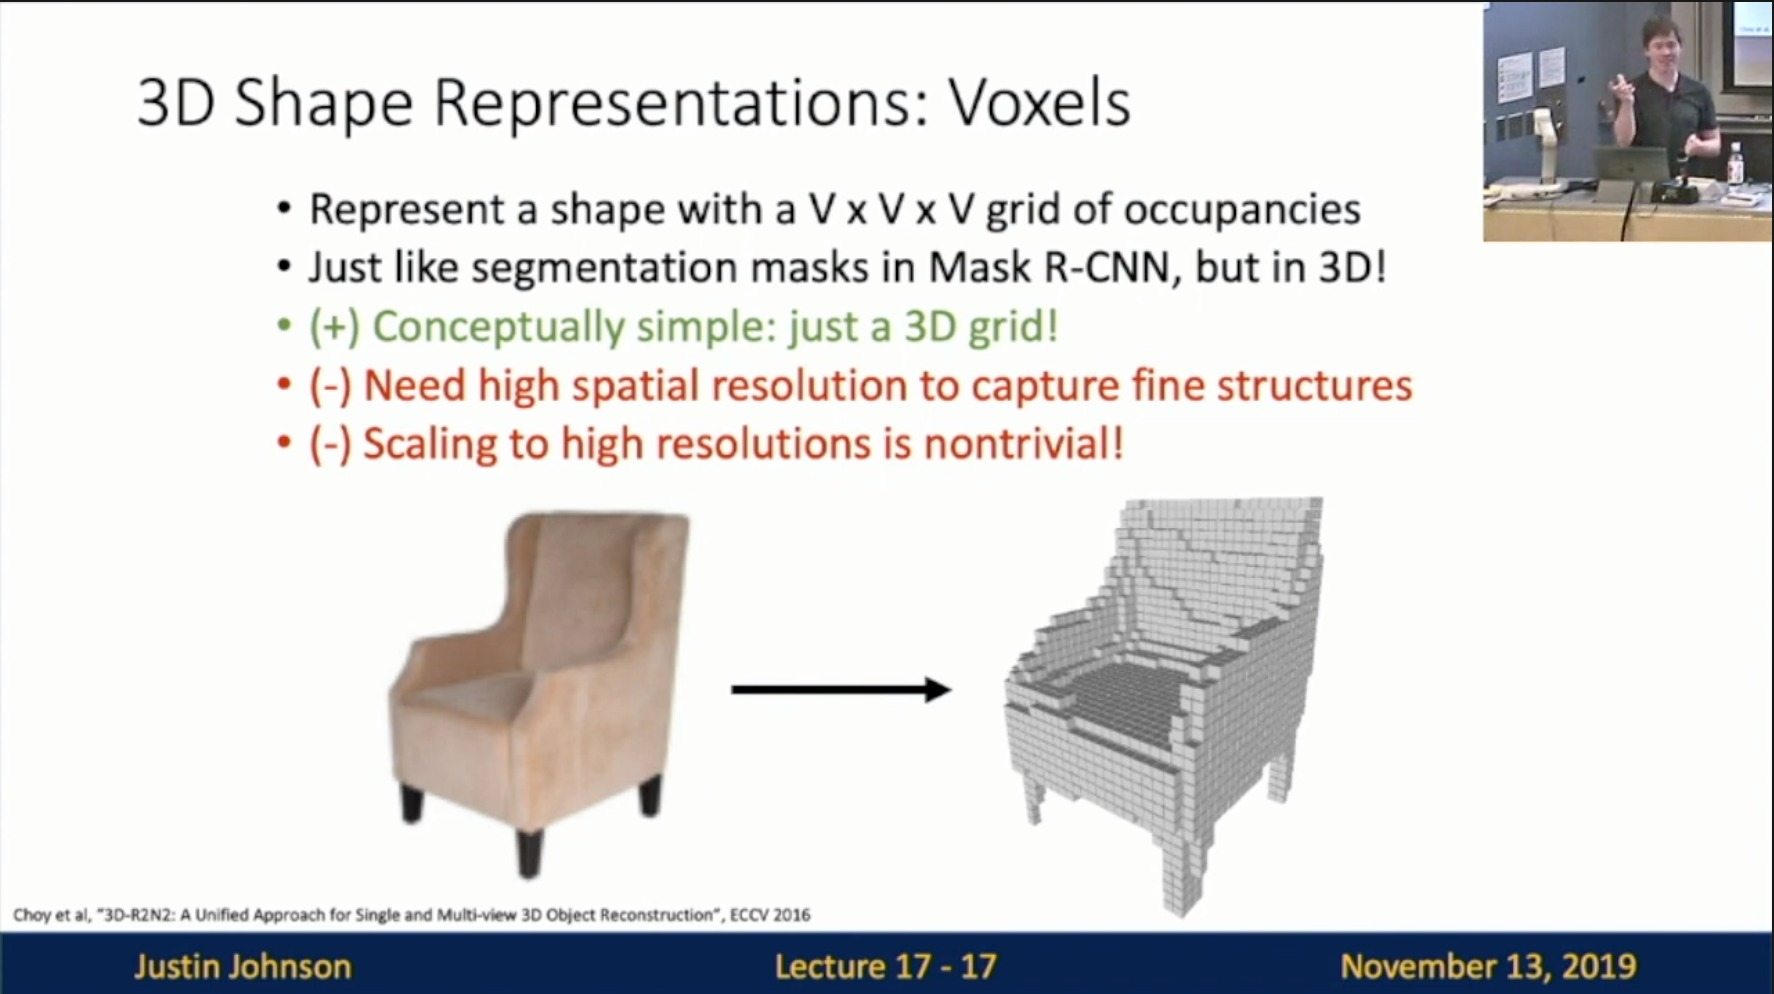 3D Shape Representations: Voxels
• Represent a shape with a V x V x V grid of occupancies
• Just like segmentation masks in Mask R-CNN, but in 3D!
• (+) Conceptually simple: just a 3D grid!
• (-) Need high spatial resolution to capture fine structures
• (-) Scaling to high resolutions is nontrivial!
Choy et al, "3D-R2N2: A Unified Approach for Single and Multi-view 3D Object Reconstruction", ECCV 2016
Justin Johnson
Lecture 17 - 17
November 13, 2019